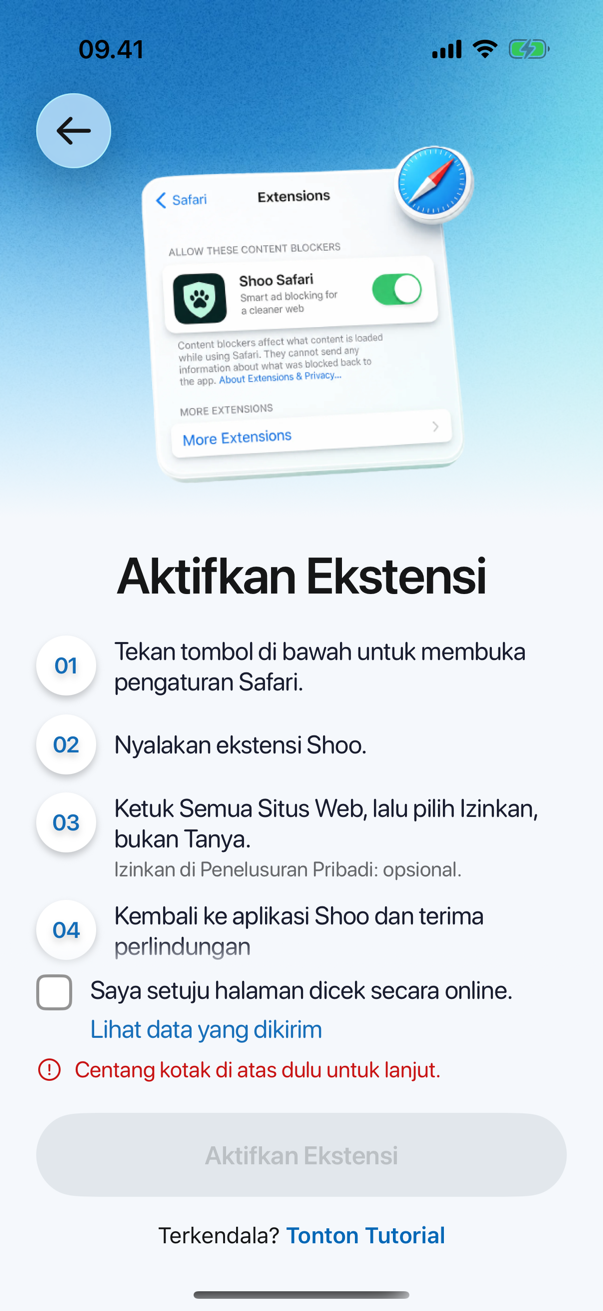 09.41
Safari
Extensions
ALLOW THESE CONTENT BLOCKERS
Shoo Safari
Smart ad blocking for
a cleaner web
Content blockers affect what content is loaded
while using Safari. They cannot send any
information about what was blocked back to
the app. About Extensions & Privacy...
MORE EXTENSIONS
More Extensions
Aktifkan Ekstensi
01
Tekan tombol di bawah untuk membuka
pengaturan Safari.
02
Nyalakan ekstensi Shoo.
03
Ketuk Semua Situs Web, lalu pilih Izinkan,
bukan Tanya.
Izinkan di Penelusuran Pribadi: opsional.
04
Kembali ke aplikasi Shoo dan terima
perlindungan
Saya setuju halaman dicek secara online.
Lihat data yang dikirim
Centang kotak di atas dulu untuk lanjut.
Aktifkan Ekstensi
Terkendala? Tonton Tutorial